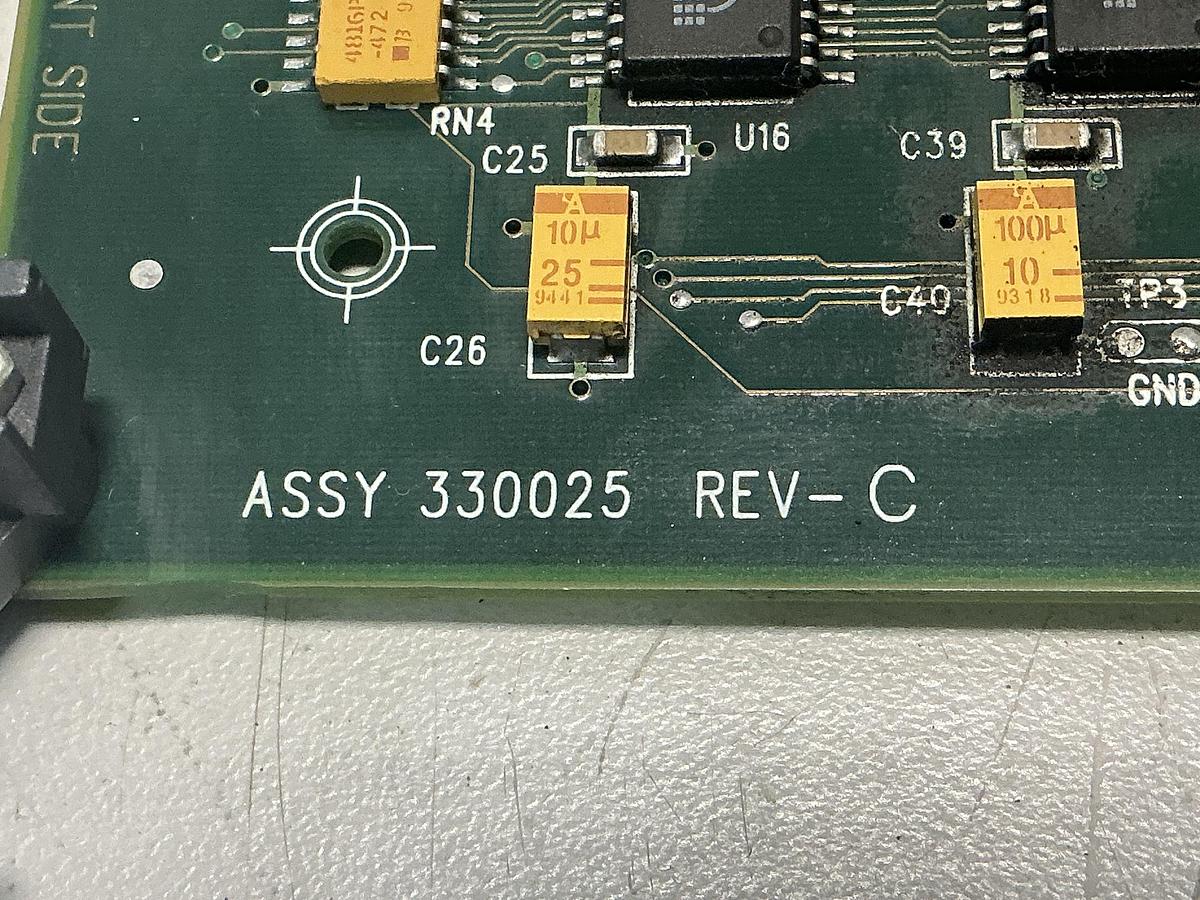 4816P
-472
RN4
C25
U16
C39
A
10µ
25
9441
C26
A
100µ
10
9318
C40
TP3
GND
SIDE
ASSY 330025 REV-C